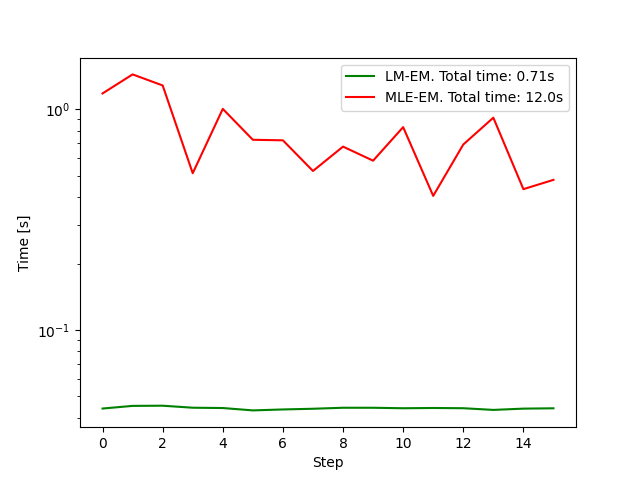 LM-EM. Total time: 0.71s
MLE-EM. Total time: 12.0s
Time [s]
10⁰
10⁻¹
0 2 4 6 8 10 12 14
Step